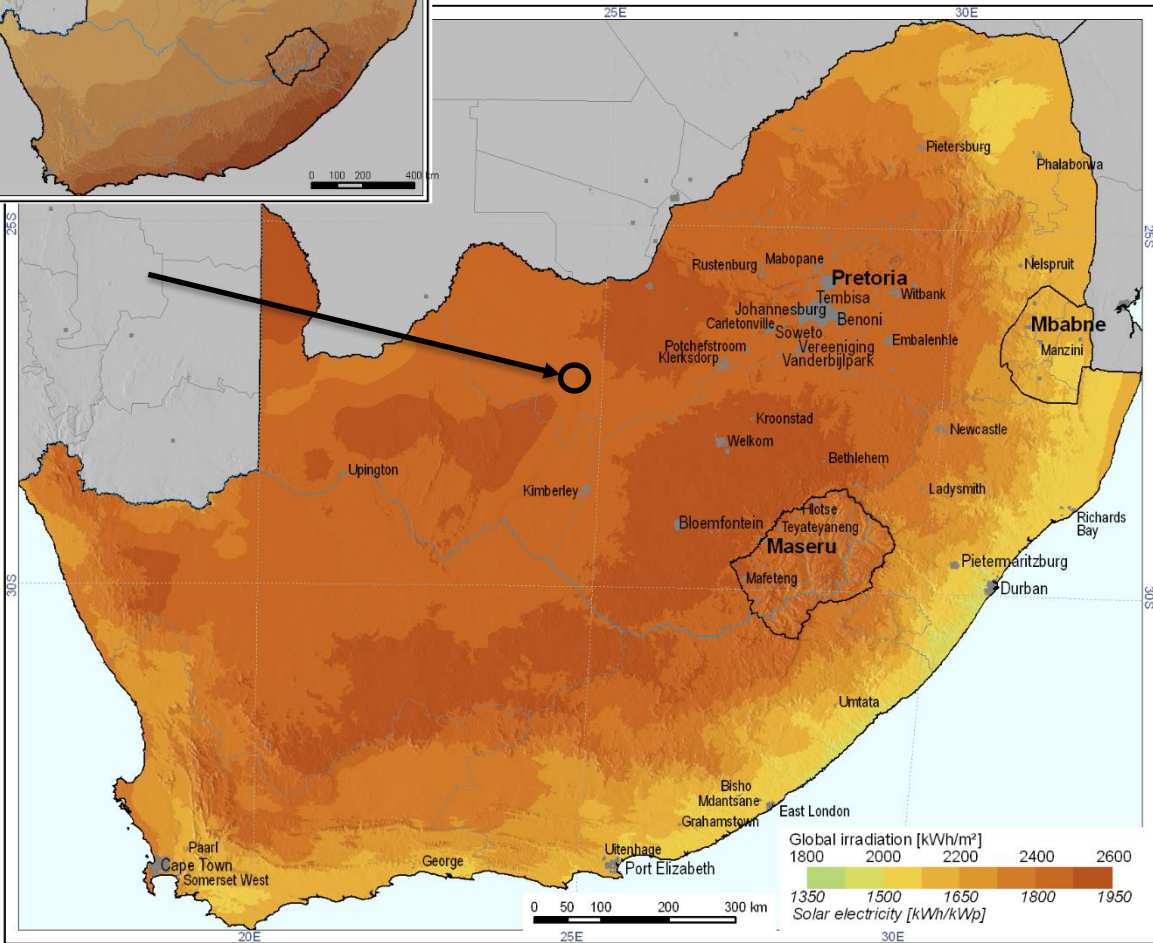 25E
30E
0 100 200 400 km
Pietersburg
Phalaborwa
25S
25S
Nelspruit
Rustenburg
Mabopane
Pretoria
Tembisa
Witbank
Johannesburg
Benoni
Carletonville
Soweto
Mbabne
Potchefstroom
Vereeniging
Embalenhle
Manzini
Klerksdorp
Vanderbijlpark
Kroonstad
Newcastle
Welkom
Bethlehem
Upington
Kimberley
Ladysmith
Hlotse
Bloemfontein
Teyateyaneng
Richards
Bay
Maseru
Pietermaritzburg
Mafeteng
30S
Durban
30S
Umtata
Bisho
Mdantsane
East London
Grahamstown
Global irradiation [kWh/m²]
1800 2000 2200 2400 2600
1350 1500 1650 1800 1950
Solar electricity [kWh/kWp]
Paarl
Cape Town
Somerset West
George
Uitenhage
Port Elizabeth
0 50 100 200 300 km
20E
25E
30E